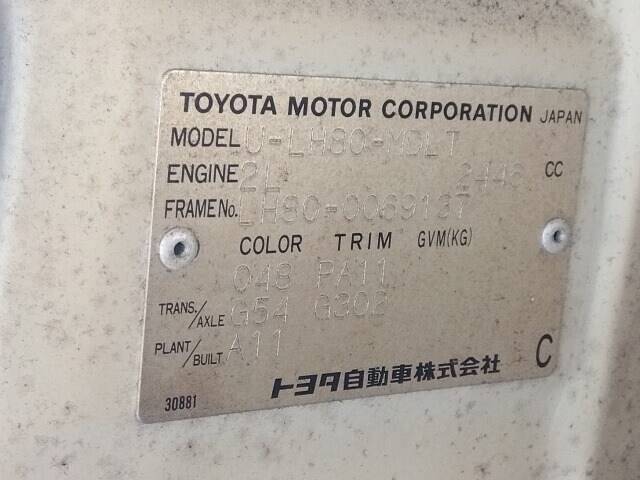 TOYOTA MOTOR CORPORATION JAPAN
MODEL U-LH80-MDLT
ENGINE 2L 2446 CC
FRAME No. LH80-0069137
COLOR TRIM GVM(KG)
048 PA11
TRANS./AXLE G54 G302
PLANT/BUILT A11
トヨタ自動車株式会社 C
30881